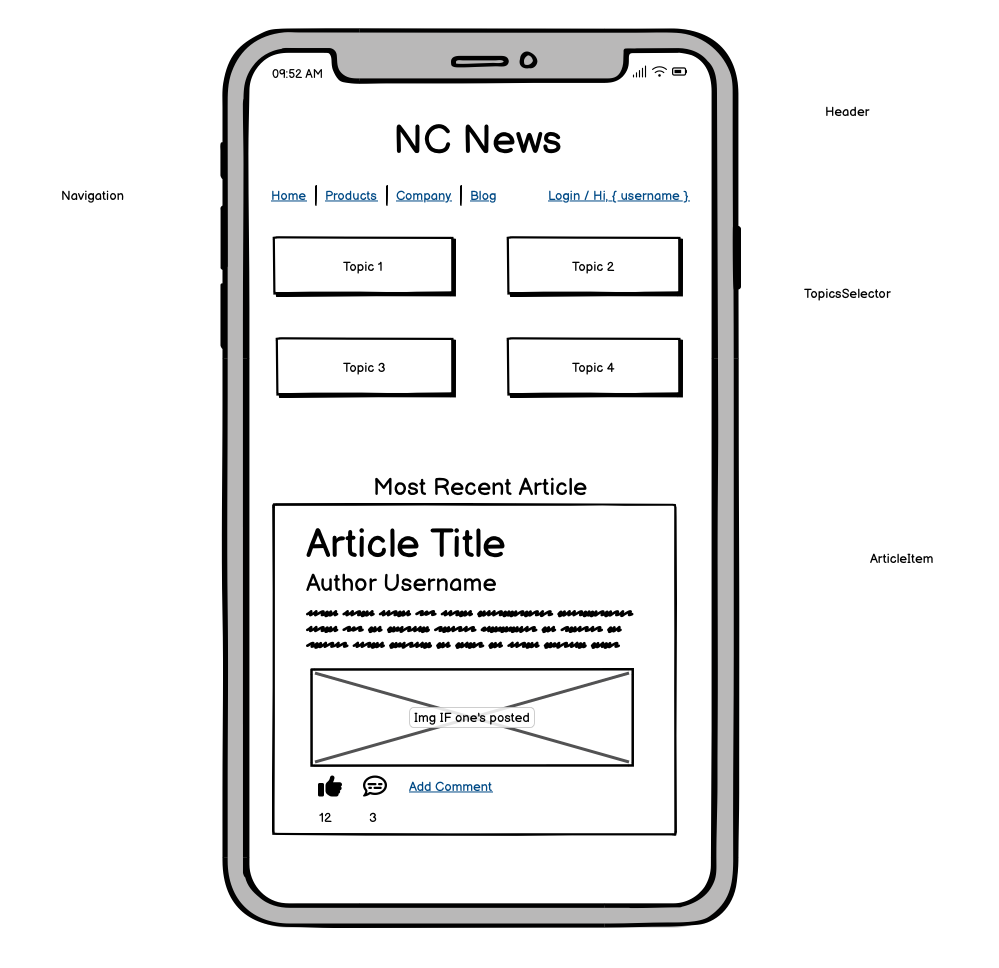 09:52 AM
Header
NC News
Navigation
Home | Products | Company | Blog
Login / Hi, { username }
Topic 1
Topic 2
TopicsSelector
Topic 3
Topic 4
Most Recent Article
Article Title
ArticleItem
Author Username
Img IF one's posted
Add Comment
12
3